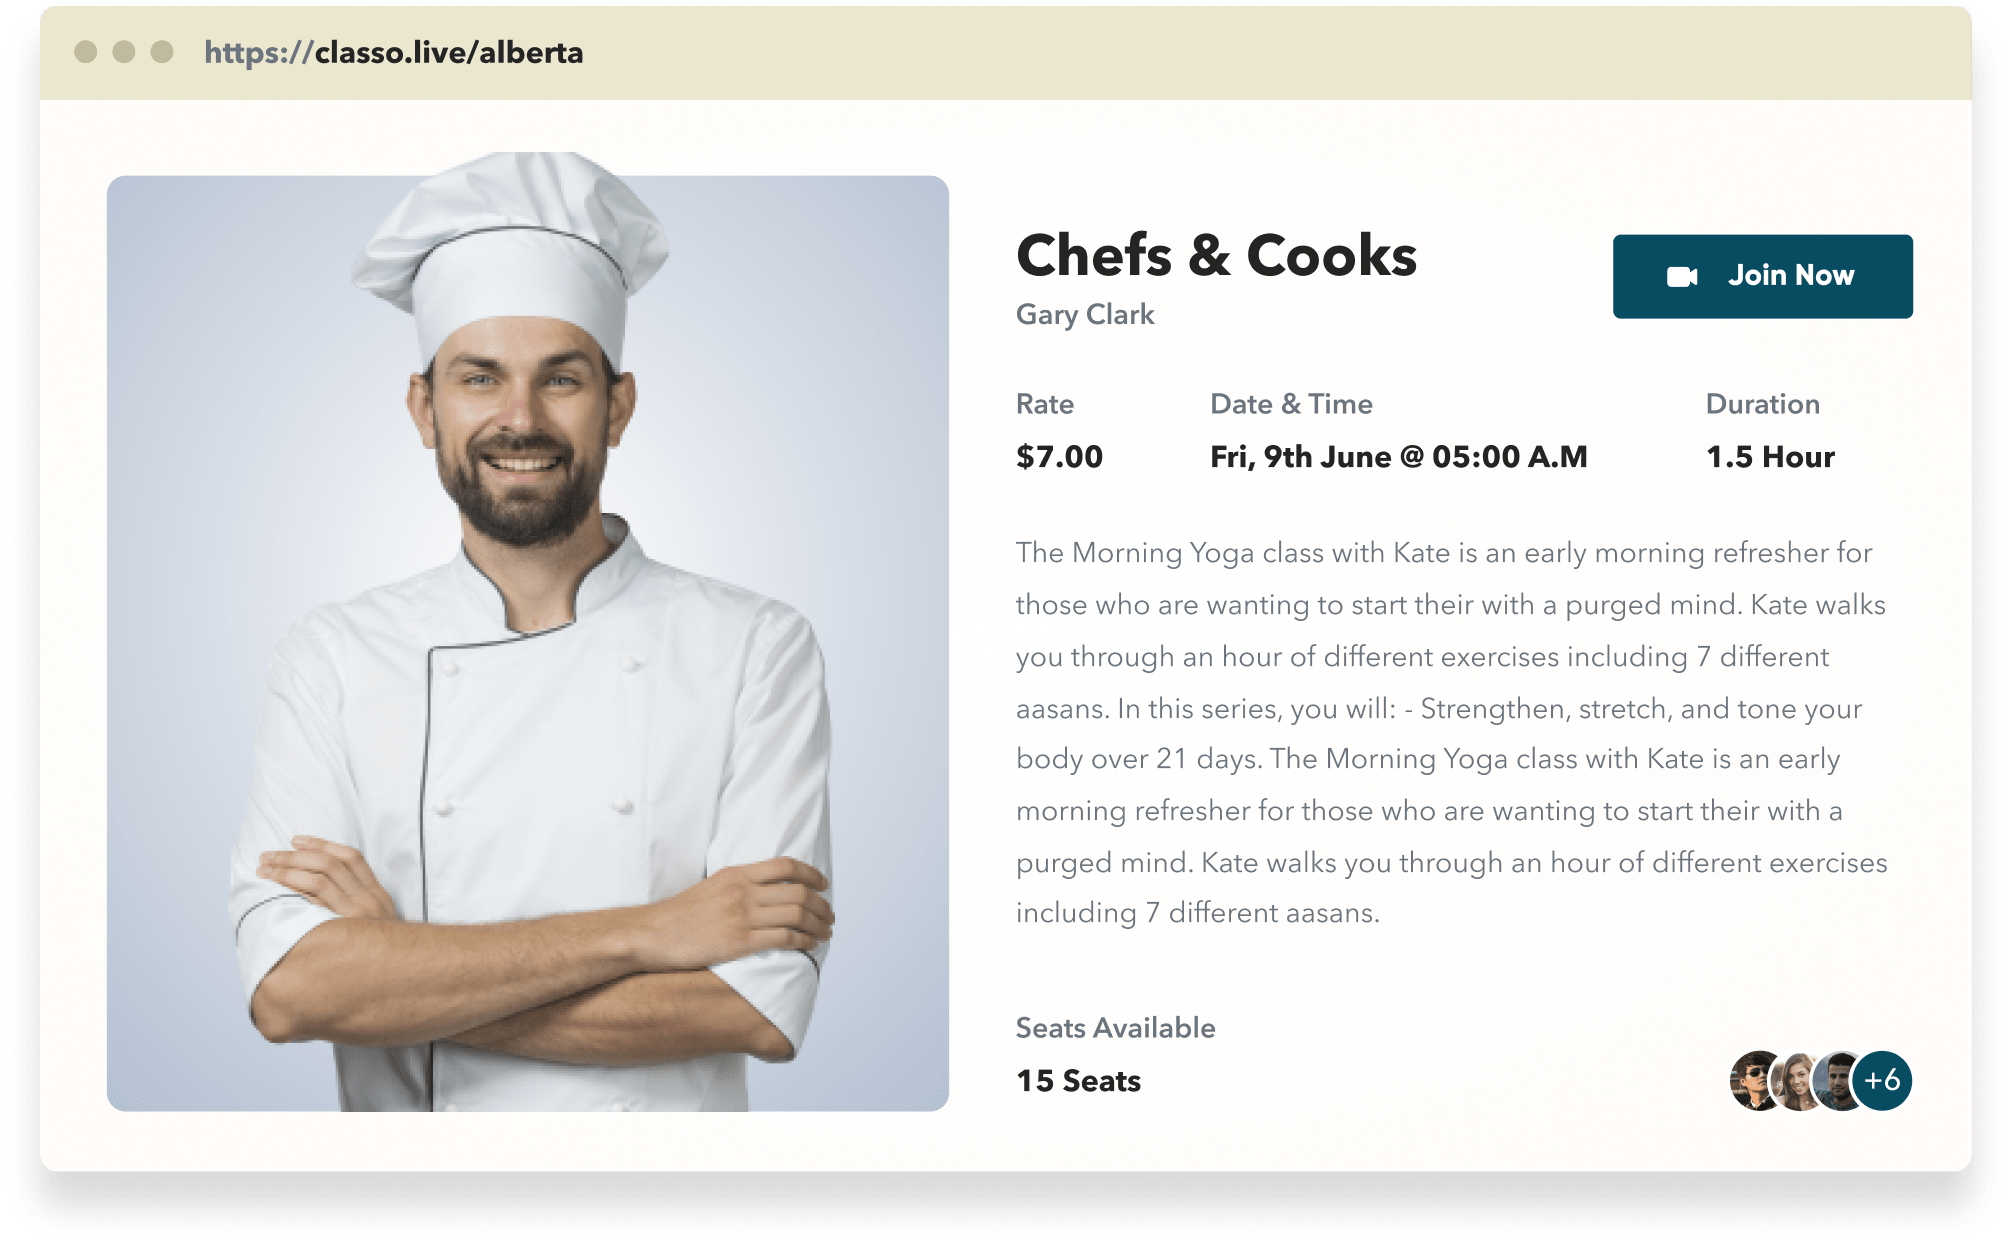 https://classo.live/alberta
Chefs & Cooks
Join Now
Gary Clark
Rate
Date & Time
Duration
$7.00
Fri, 9th June @ 05:00 A.M
1.5 Hour
The Morning Yoga class with Kate is an early morning refresher for
those who are wanting to start their with a purged mind. Kate walks
you through an hour of different exercises including 7 different
aasans. In this series, you will: - Strengthen, stretch, and tone your
body over 21 days. The Morning Yoga class with Kate is an early
morning refresher for those who are wanting to start their with a
purged mind. Kate walks you through an hour of different exercises
including 7 different aasans.
Seats Available
15 Seats
+6